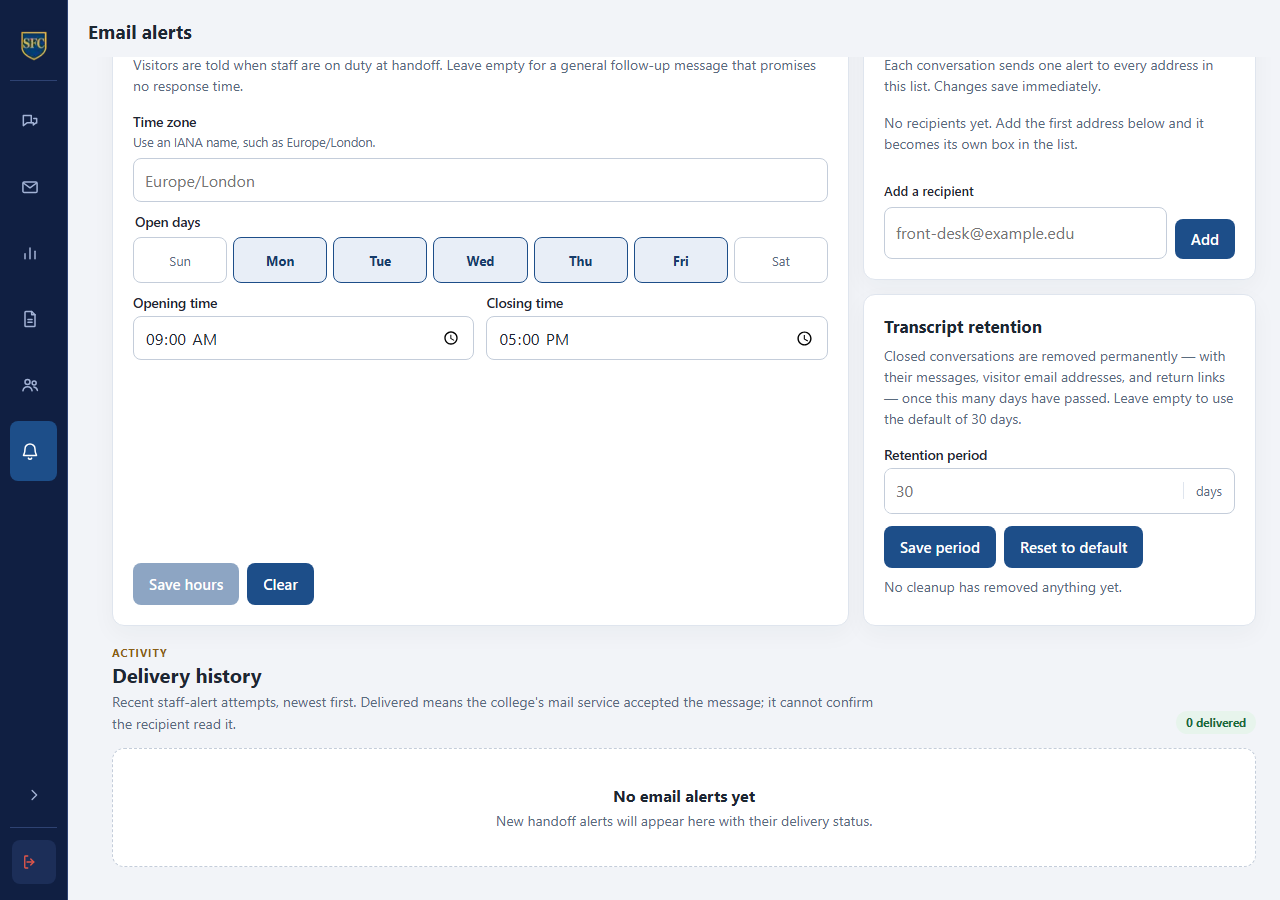 SFC
Email alerts
Visitors are told when staff are on duty at handoff. Leave empty for a general follow-up message that promises
no response time.
Time zone
Use an IANA name, such as Europe/London.
Europe/London
Open days
Sun Mon Tue Wed Thu Fri Sat
Opening time Closing time
09:00 AM 05:00 PM
Save hours Clear
Each conversation sends one alert to every address in
this list. Changes save immediately.
No recipients yet. Add the first address below and it
becomes its own box in the list.
Add a recipient
front-desk@example.edu Add
Transcript retention
Closed conversations are removed permanently — with
their messages, visitor email addresses, and return links
— once this many days have passed. Leave empty to use
the default of 30 days.
Retention period
30 days
Save period Reset to default
No cleanup has removed anything yet.
ACTIVITY
Delivery history
Recent staff-alert attempts, newest first. Delivered means the college's mail service accepted the message; it cannot confirm
the recipient read it.
0 delivered
No email alerts yet
New handoff alerts will appear here with their delivery status.